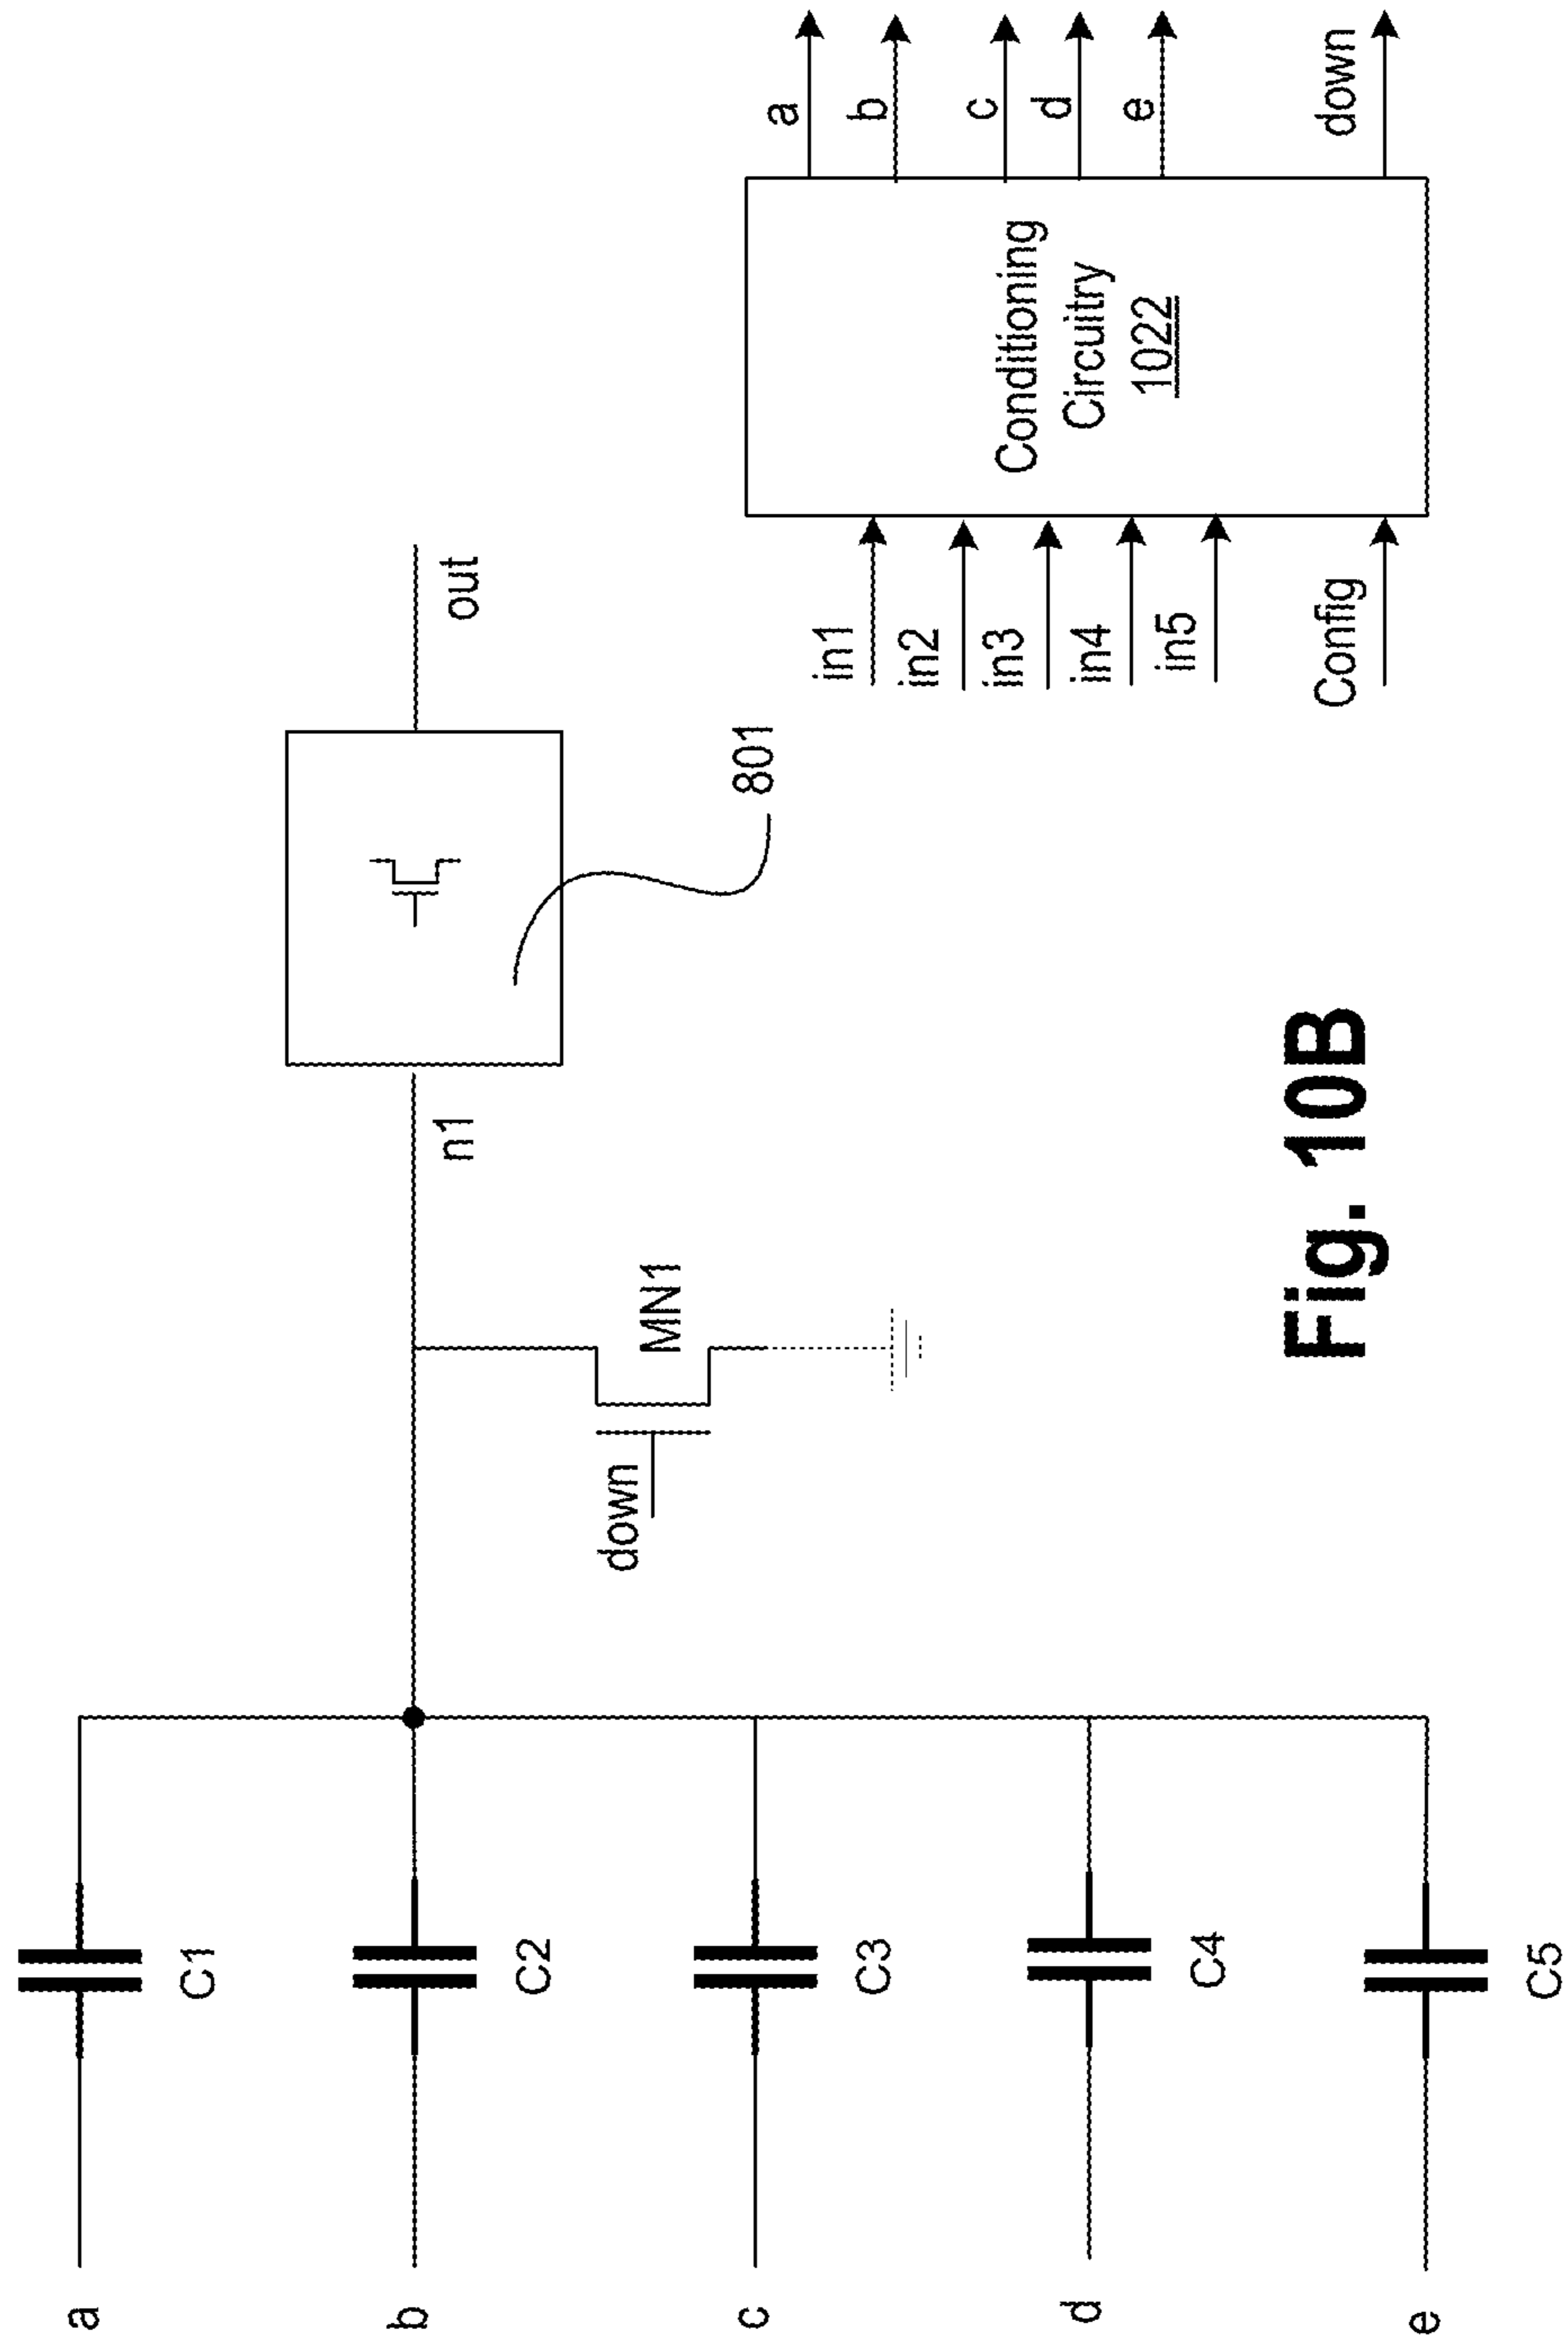 a
C1
b
C2
c
C3
d
C4
e
C5
down
MN1
n1
801
out
in1
in2
in3
in4
in5
Config
Conditioning
Circuitry
1022
a
b
c
d
e
down
Fig. 10B